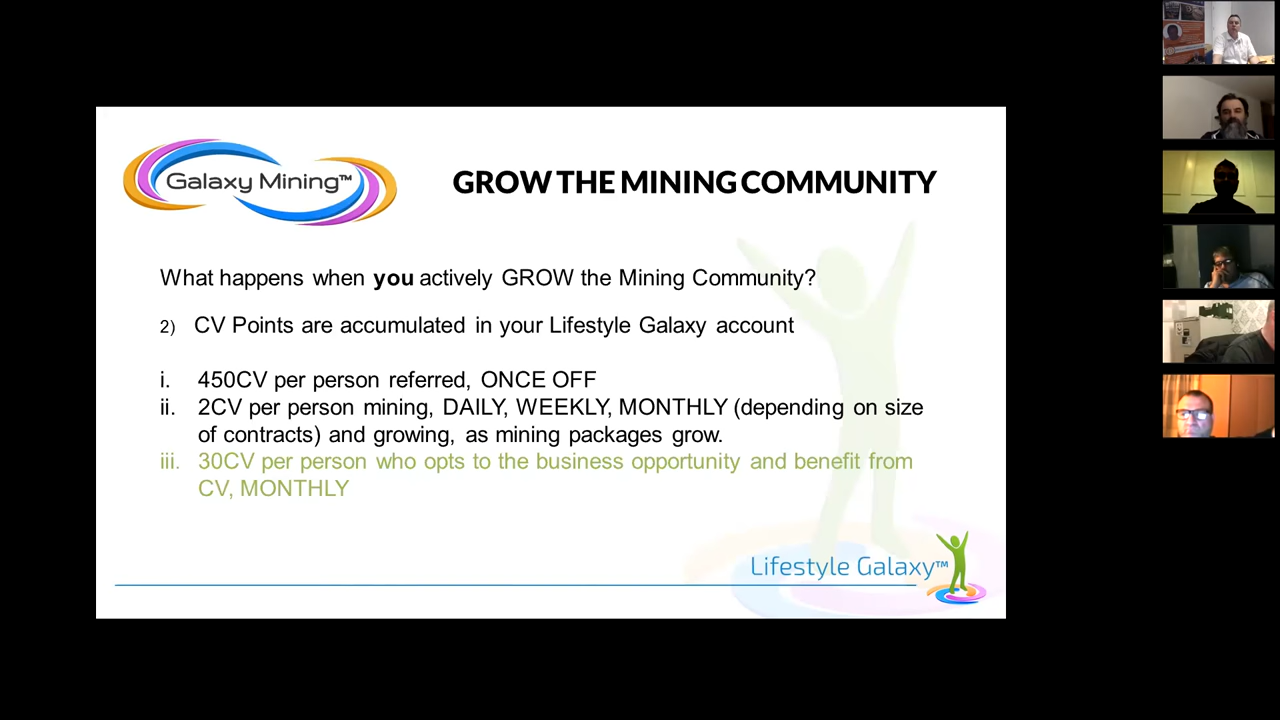 Galaxy Mining™
GROW THE MINING COMMUNITY
What happens when you actively GROW the Mining Community?
2) CV Points are accumulated in your Lifestyle Galaxy account
i. 450CV per person referred, ONCE OFF
ii. 2CV per person mining, DAILY, WEEKLY, MONTHLY (depending on size
of contracts) and growing, as mining packages grow.
iii. 30CV per person who opts to the business opportunity and benefit from
CV, MONTHLY
Lifestyle Galaxy™